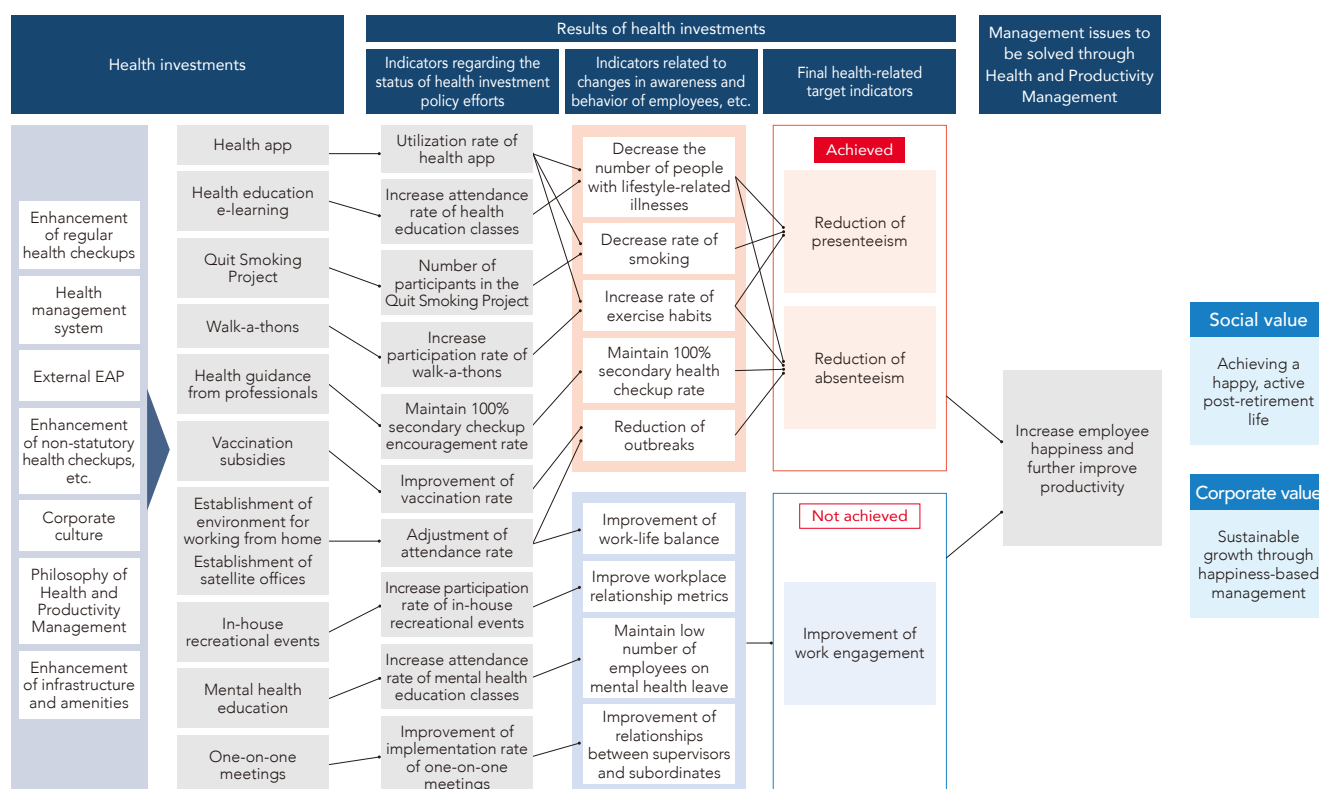 Health investments
Results of health investments
Indicators regarding the
status of health investment
policy efforts
Indicators related to
changes in awareness and
behavior of employees, etc.
Final health-related
target indicators
Management issues to
be solved through
Health and Productivity
Management
Enhancement
of regular
health checkups
Health
management
system
External EAP
Enhancement
of non-statutory
health checkups,
etc.
Corporate
culture
Philosophy of
Health and
Productivity
Management
Enhancement
of infrastructure
and amenities
Health app
Health education
e-learning
Quit Smoking
Project
Walk-a-thons
Health guidance
from professionals
Vaccination
subsidies
Establishment of
environment for
working from home
Establishment of
satellite offices
In-house
recreational events
Mental health
education
One-on-one
meetings
Utilization rate of
health app
Increase attendance
rate of health
education classes
Number of
participants in the
Quit Smoking Project
Increase
participation rate of
walk-a-thons
Maintain 100%
secondary checkup
encouragement rate
Improvement of
vaccination rate
Adjustment of
attendance rate
Increase participation
rate of in-house
recreational events
Increase attendance
rate of mental health
education classes
Improvement of
implementation rate
of one-on-one
meetings
Decrease the
number of people
with lifestyle-related
illnesses
Decrease rate of
smoking
Increase rate of
exercise habits
Maintain 100%
secondary health
checkup rate
Reduction of
outbreaks
Improvement of
work-life balance
Improve workplace
relationship metrics
Maintain low
number of
employees on
mental health leave
Improvement of
relationships
between supervisors
and subordinates
Achieved
Reduction of
presenteeism
Reduction of
absenteeism
Not achieved
Improvement of
work engagement
Increase employee
happiness and
further improve
productivity
Social value
Achieving a
happy, active
post-retirement
life
Corporate value
Sustainable
growth through
happiness-based
management